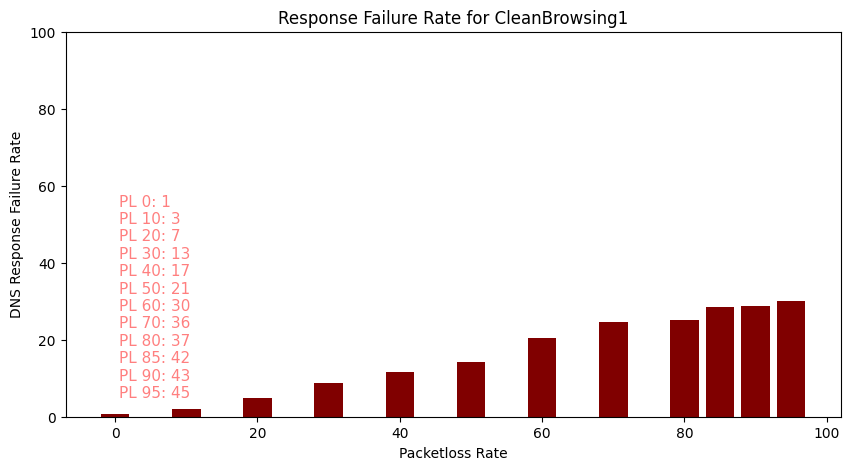 Response Failure Rate for CleanBrowsing1
100
80
60
40
20
0
DNS Response Failure Rate
PL 0: 1
PL 10: 3
PL 20: 7
PL 30: 13
PL 40: 17
PL 50: 21
PL 60: 30
PL 70: 36
PL 80: 37
PL 85: 42
PL 90: 43
PL 95: 45
0 20 40 60 80 100
Packetloss Rate